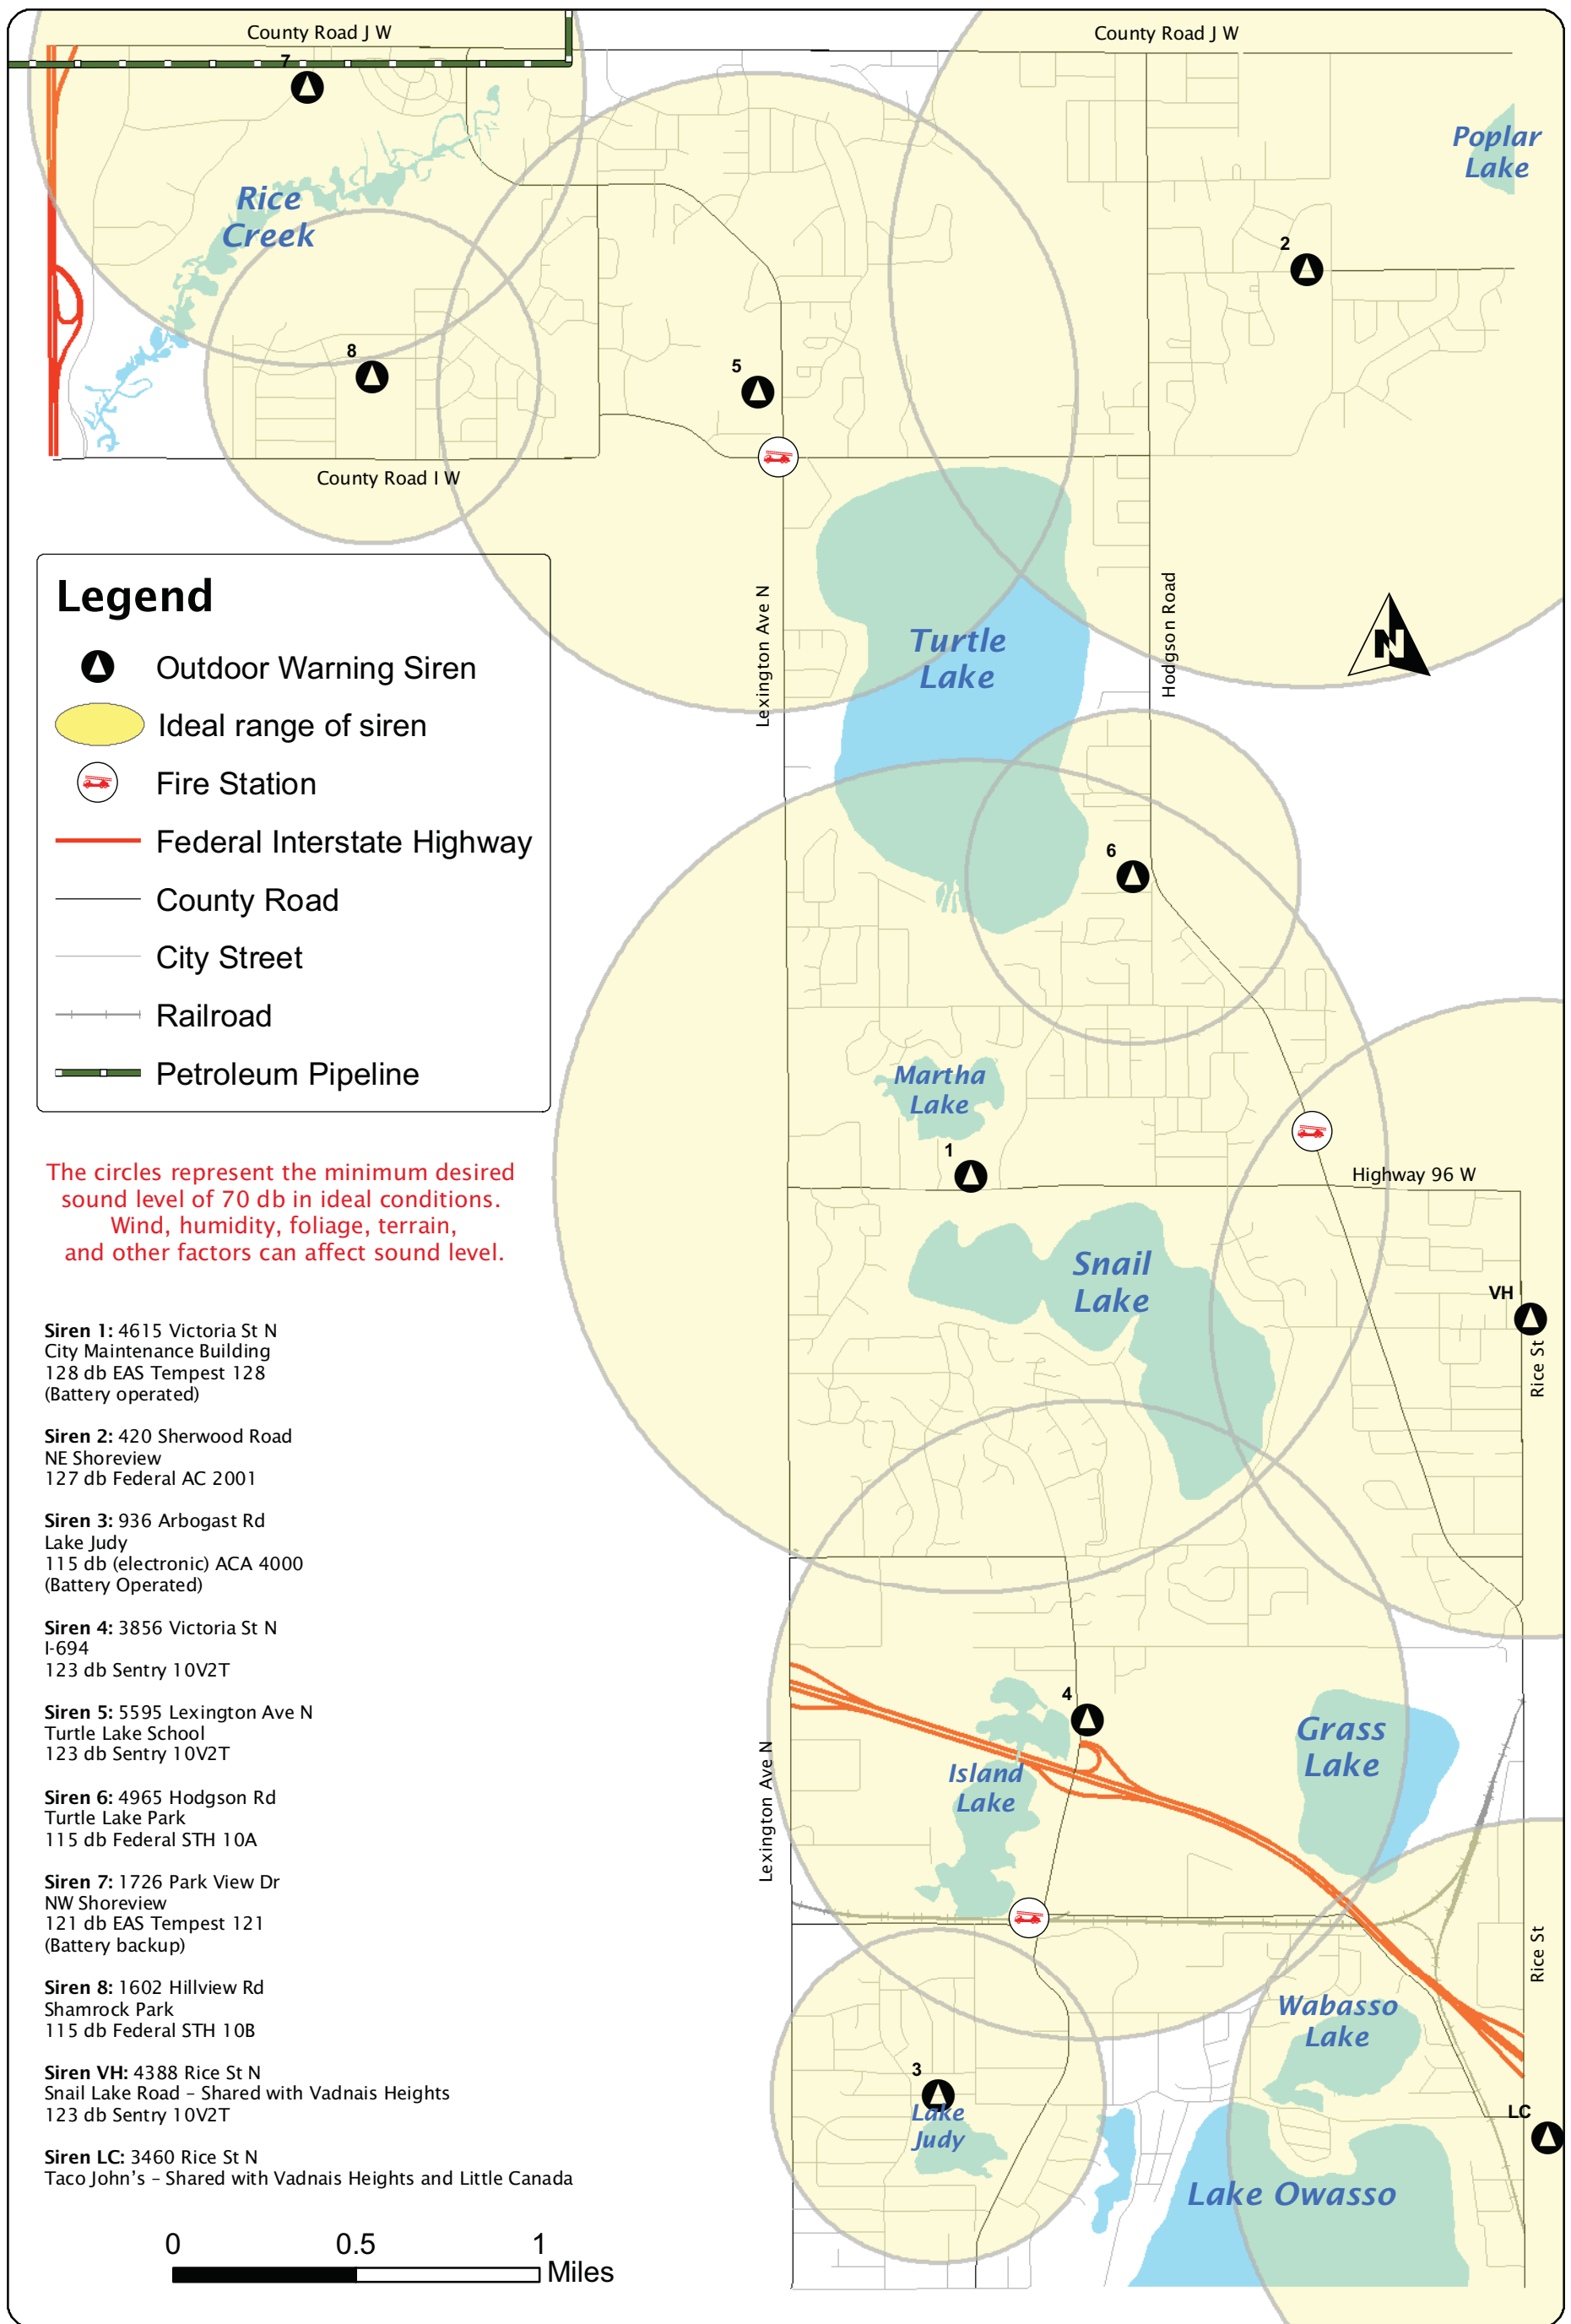 County Road J W
County Road J W
7
Poplar
Lake
Rice
Creek
2
8
5
County Road I W
Legend
Outdoor Warning Siren
Ideal range of siren
Fire Station
Federal Interstate Highway
County Road
City Street
Railroad
Petroleum Pipeline
Lexington Ave N
Turtle
Lake
Hodgson Road
N
6
Martha
Lake
1
Highway 96 W
The circles represent the minimum desired
sound level of 70 db in ideal conditions.
Wind, humidity, foliage, terrain,
and other factors can affect sound level.
Snail
Lake
VH
Rice St
Siren 1: 4615 Victoria St N
City Maintenance Building
128 db EAS Tempest 128
(Battery operated)
Siren 2: 420 Sherwood Road
NE Shoreview
127 db Federal AC 2001
Siren 3: 936 Arbogast Rd
Lake Judy
115 db (electronic) ACA 4000
(Battery Operated)
Siren 4: 3856 Victoria St N
I-694
123 db Sentry 10V2T
Siren 5: 5595 Lexington Ave N
Turtle Lake School
123 db Sentry 10V2T
Siren 6: 4965 Hodgson Rd
Turtle Lake Park
115 db Federal STH 10A
Siren 7: 1726 Park View Dr
NW Shoreview
121 db EAS Tempest 121
(Battery backup)
Siren 8: 1602 Hillview Rd
Shamrock Park
115 db Federal STH 10B
Siren VH: 4388 Rice St N
Snail Lake Road – Shared with Vadnais Heights
123 db Sentry 10V2T
Siren LC: 3460 Rice St N
Taco John's – Shared with Vadnais Heights and Little Canada
4
Grass
Lake
Island
Lake
Lexington Ave N
Rice St
Wabasso
Lake
3
Lake
Judy
LC
Lake Owasso
0
0.5
1
Miles